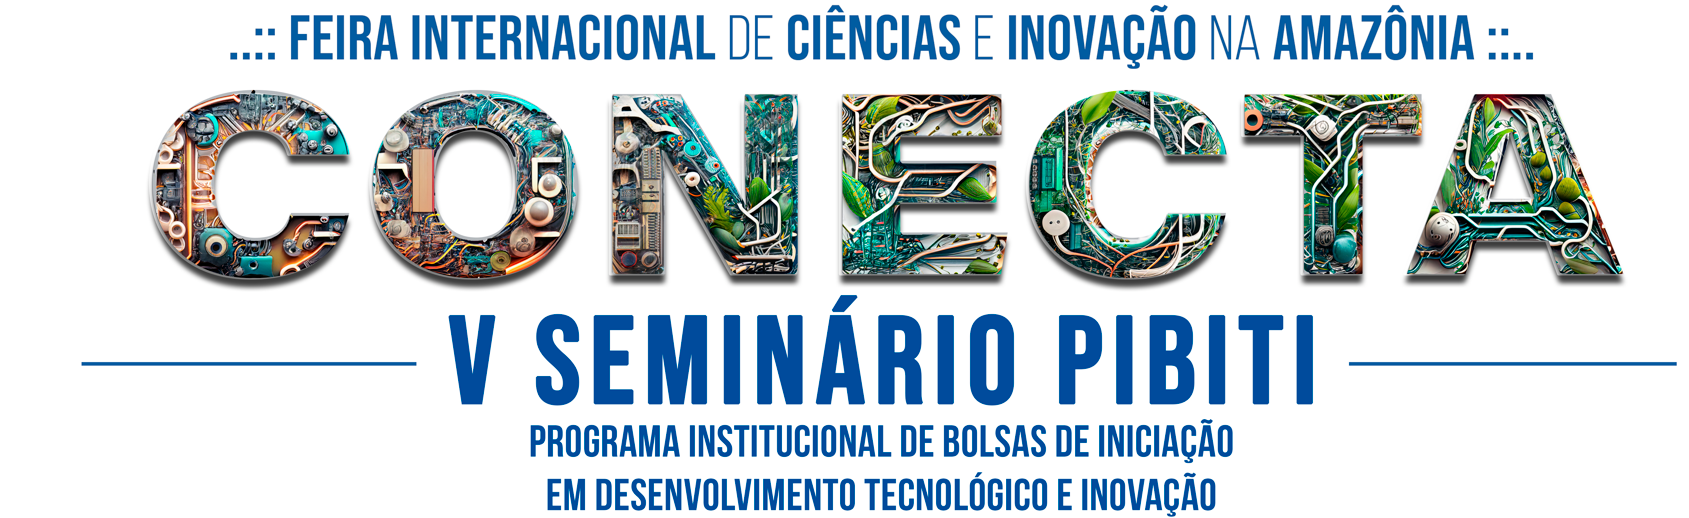 ..:: FEIRA INTERNACIONAL DE CIÊNCIAS E INOVAÇÃO NA AMAZÔNIA ::..
CONECTA
V SEMINÁRIO PIBITI
PROGRAMA INSTITUCIONAL DE BOLSAS DE INICIAÇÃO
EM DESENVOLVIMENTO TECNOLÓGICO E INOVAÇÃO